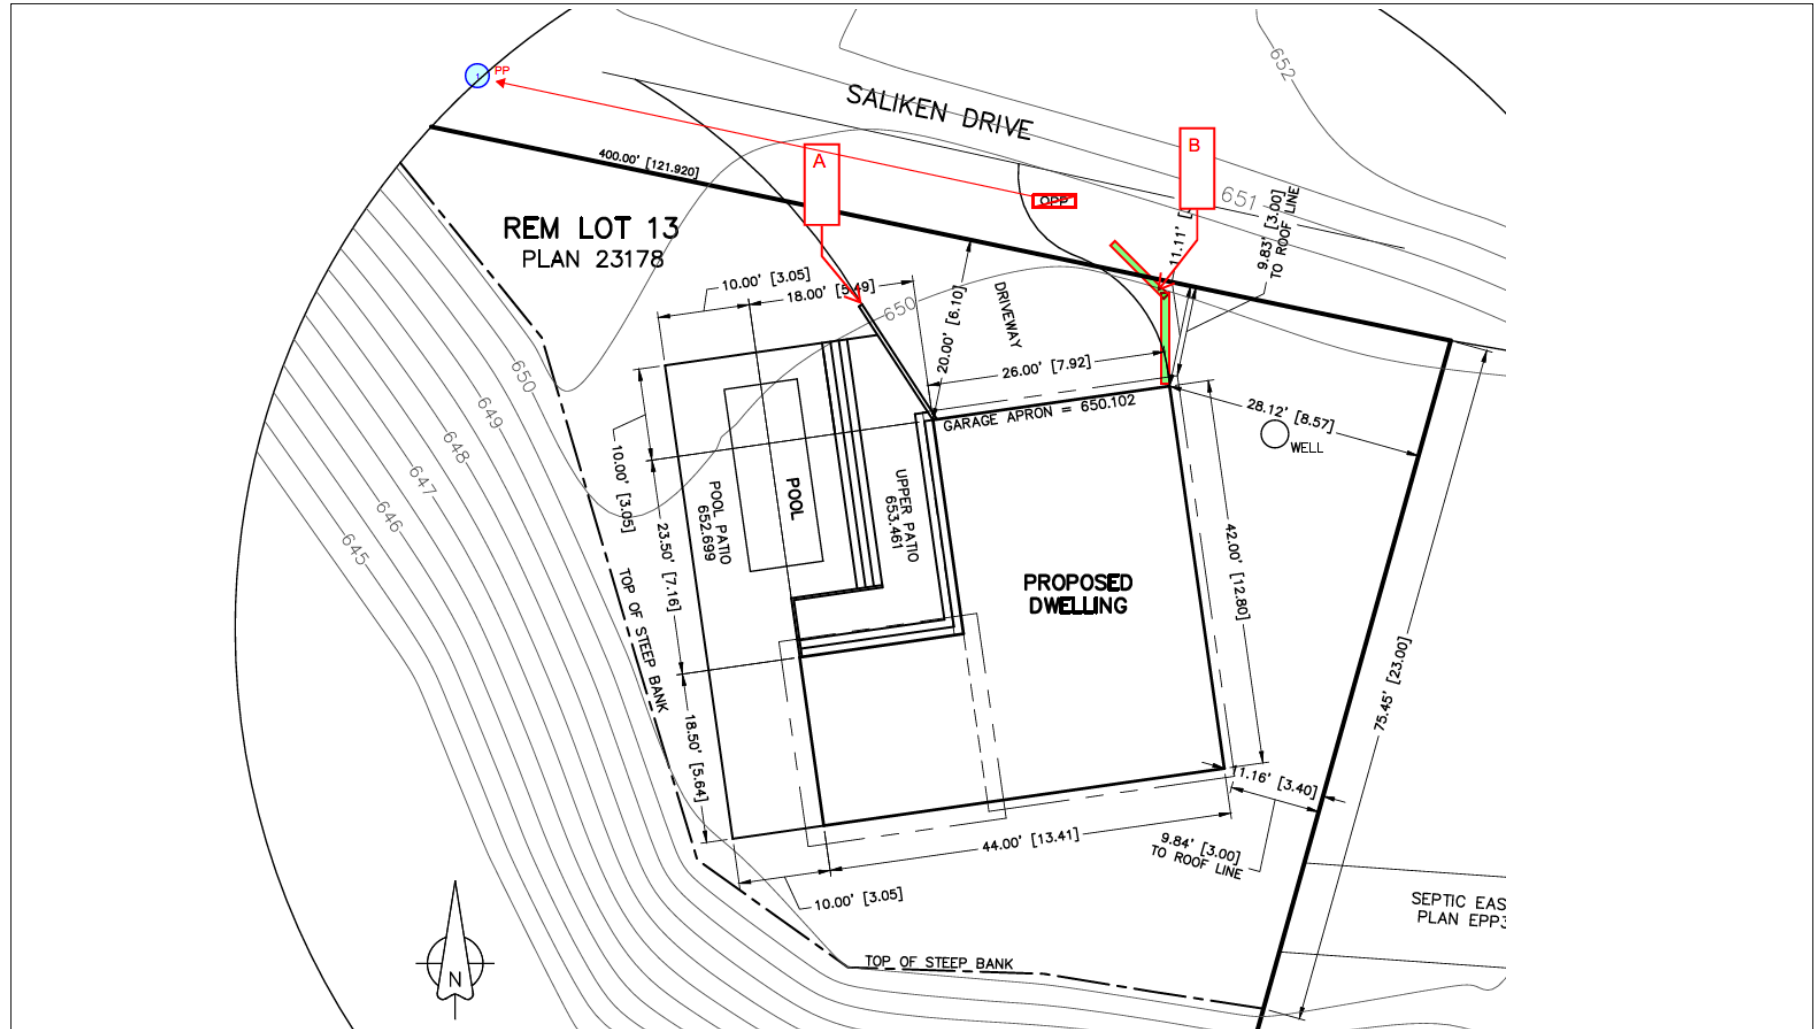 652
PP
SALIKEN DRIVE
A
B
400.00' [121.920]
651
OPP
11.11'
9.83' [3.00]
TO ROOF LINE
REM LOT 13
PLAN 23178
10.00' [3.05]
18.00' [5.49]
650
20.00' [6.10]
DRIVEWAY
26.00' [7.92]
GARAGE APRON = 650.102
28.12' [8.57]
WELL
650
649
648
647
646
645
10.00' [3.05]
23.50' [7.16]
18.50' [5.64]
POOL PATIO
652.699
POOL
UPPER PATIO
653.461
PROPOSED
DWELLING
42.00' [12.80]
75.45' [23.00]
TOP OF STEEP BANK
11.16' [3.40]
44.00' [13.41]
9.84' [3.00]
TO ROOF LINE
10.00' [3.05]
SEPTIC EAS
PLAN EPP3
TOP OF STEEP BANK
N